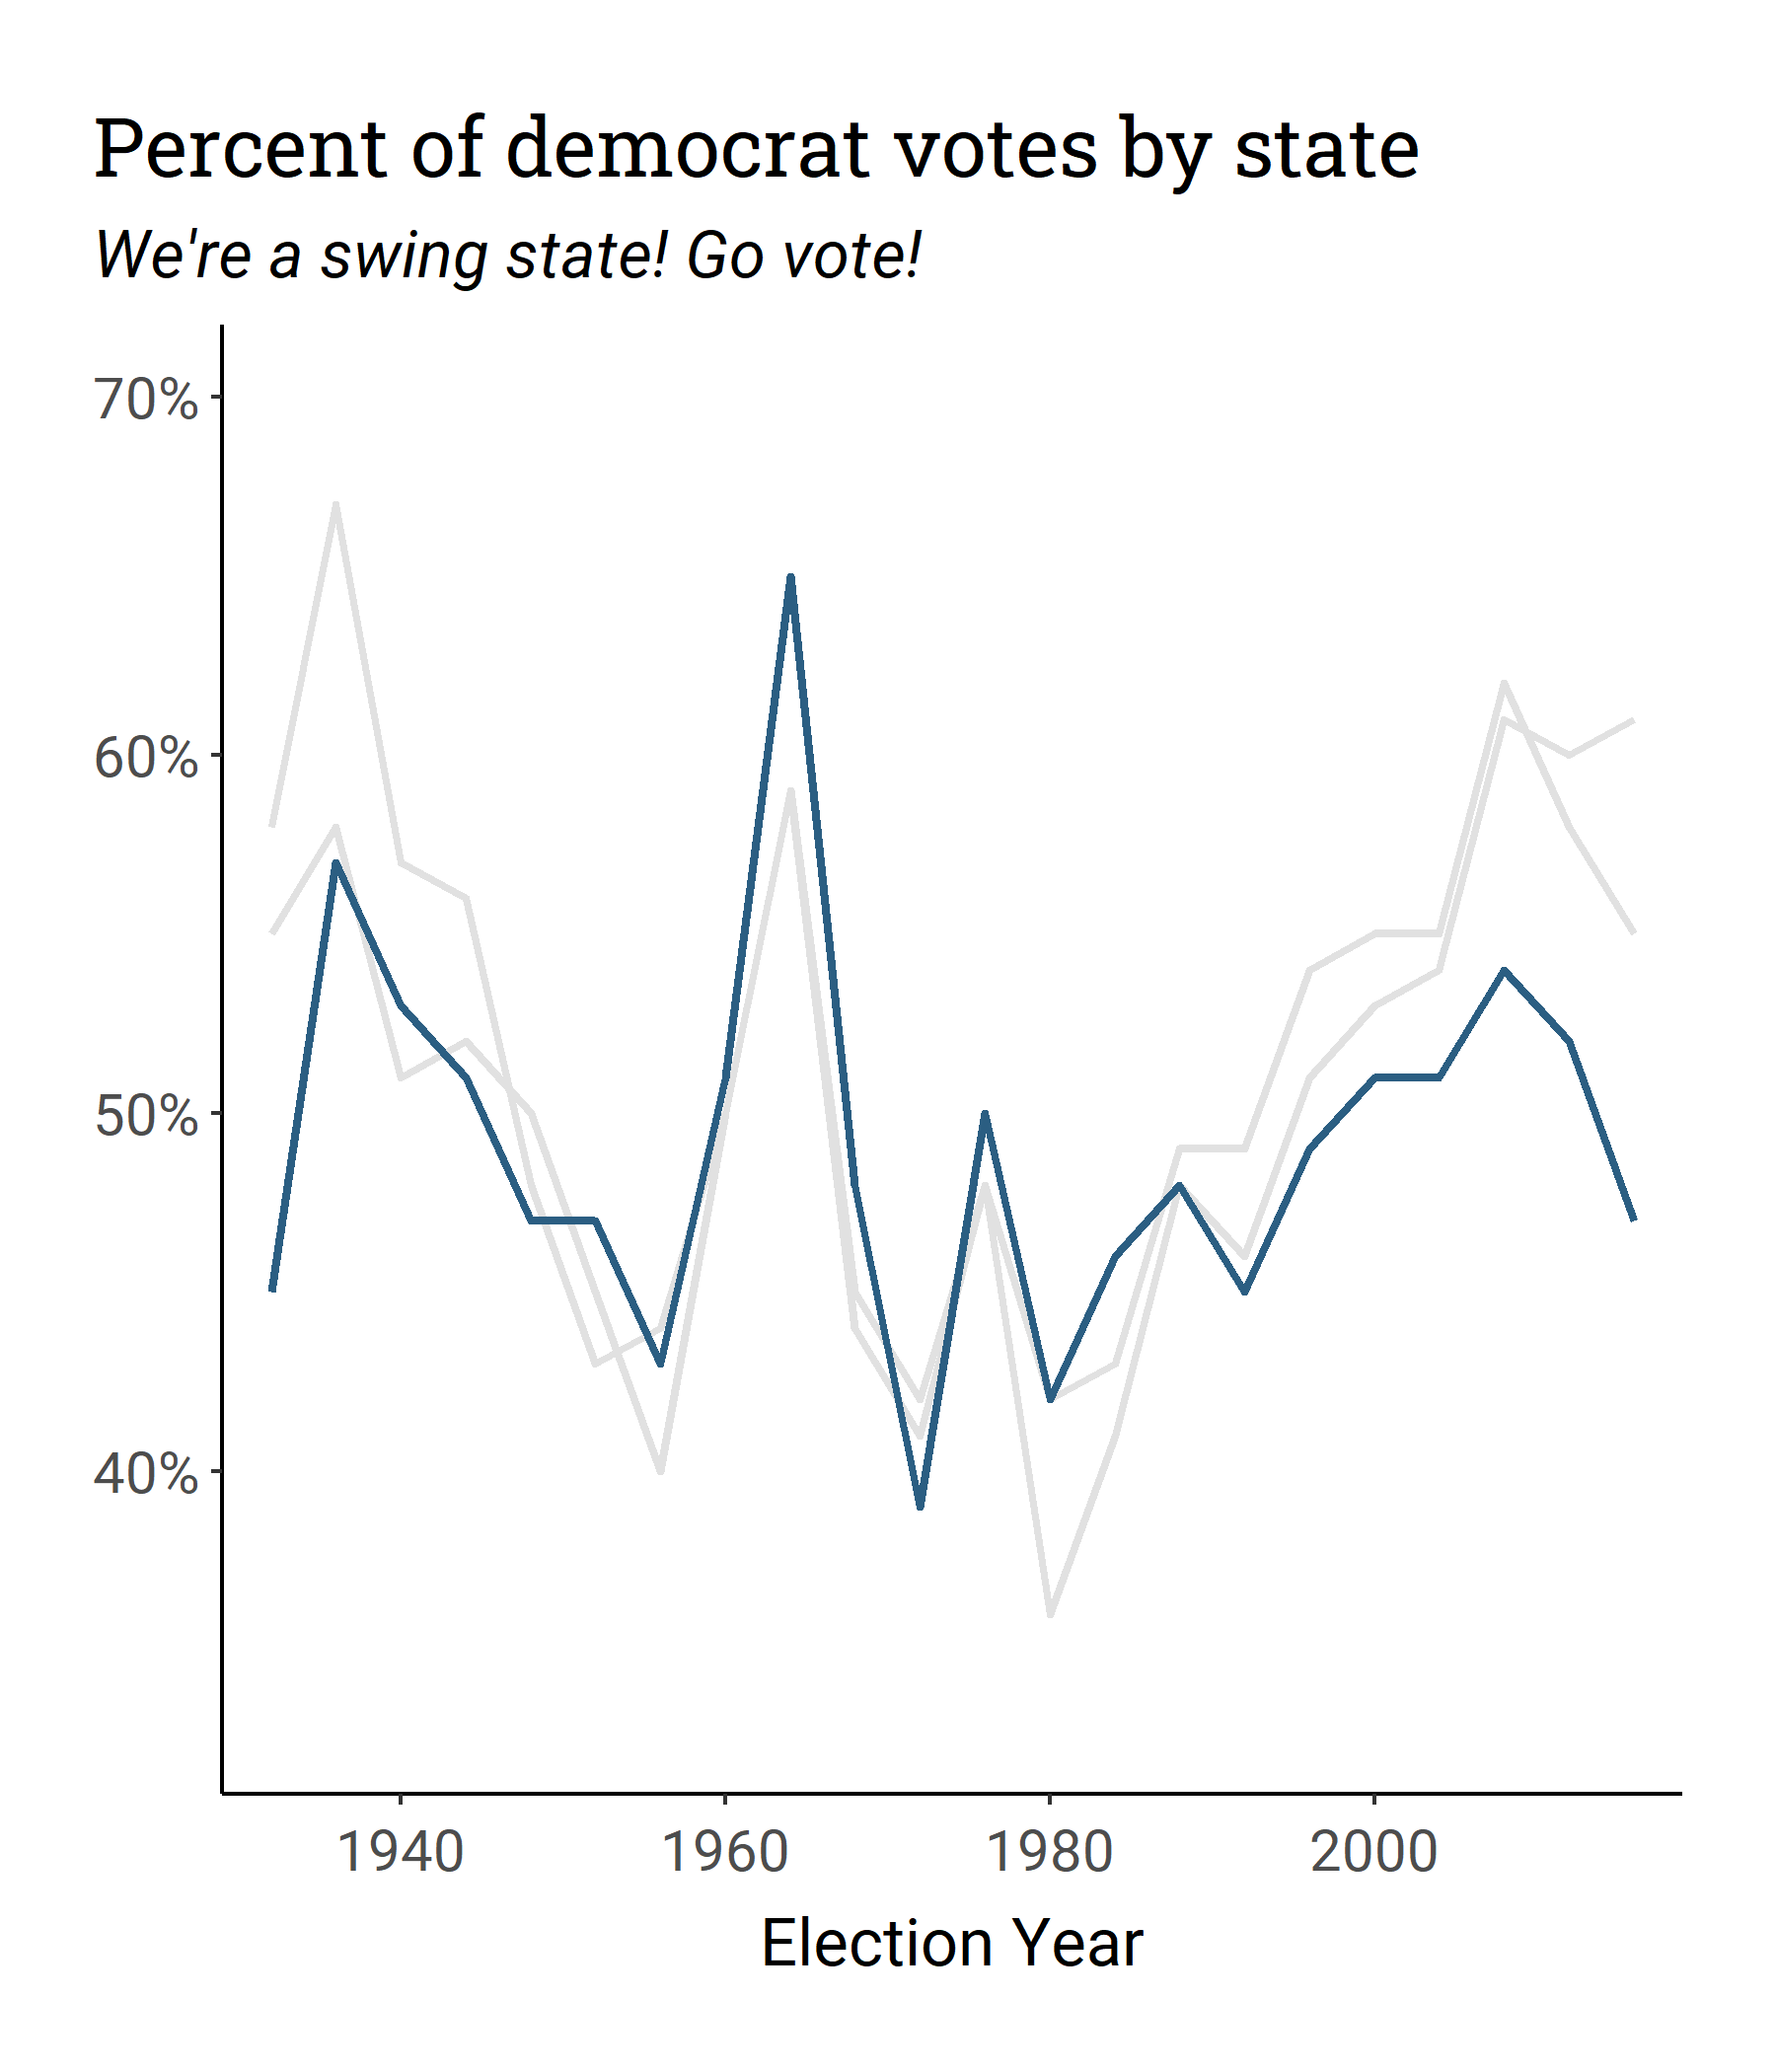 Percent of democrat votes by state
We're a swing state! Go vote!
70%
60%
50%
40%
1940 1960 1980 2000
Election Year